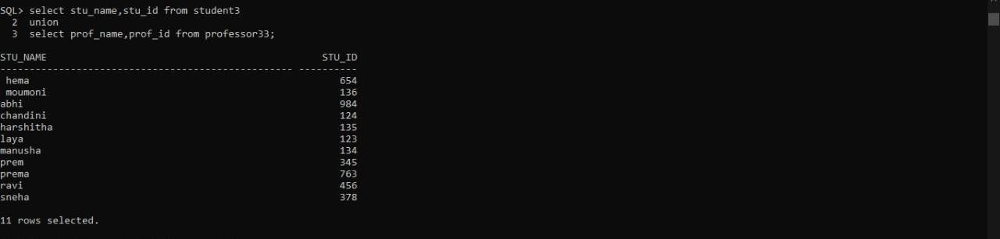 SQL> select stu_name,stu_id from student3
  2  union
  3  select prof_name,prof_id from professor33;
STU_NAME                                               STU_ID
-------------------------------------------------- ----------
 hema                                                     654
 moumoni                                                  136
abhi                                                      984
chandini                                                  124
harshitha                                                 135
laya                                                      123
manusha                                                   134
prem                                                      345
prema                                                     763
ravi                                                      456
sneha                                                     378
11 rows selected.